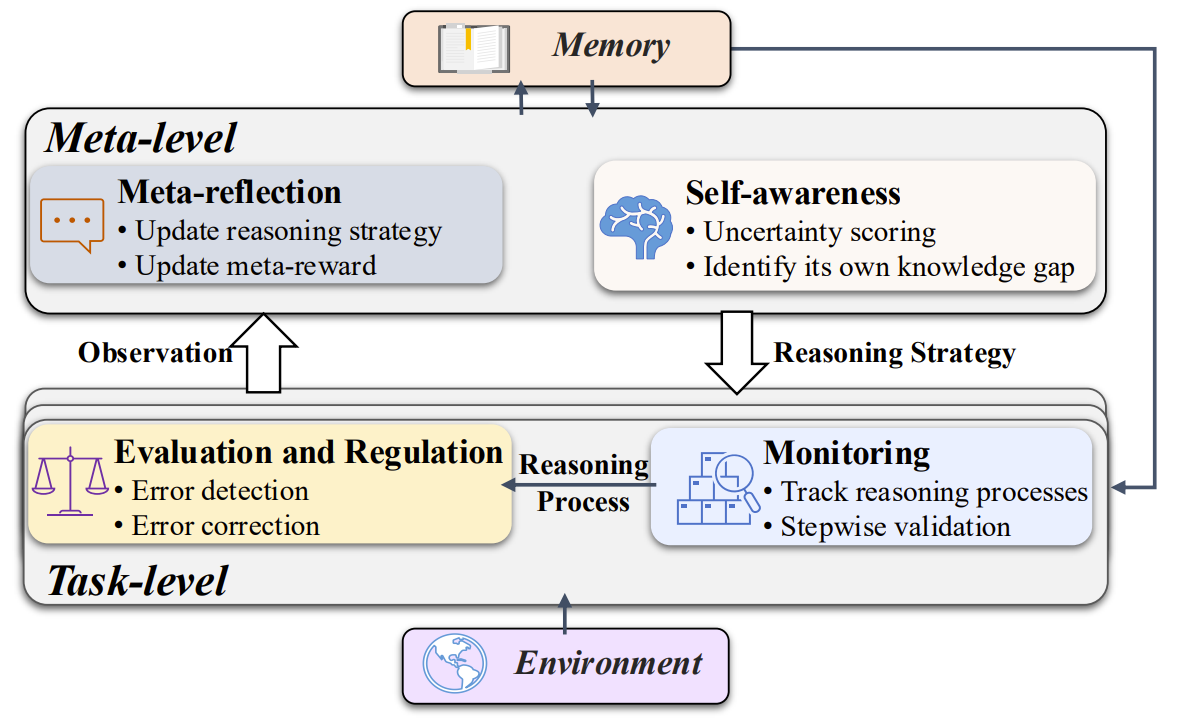 Memory
Meta-level
Meta-reflection
• Update reasoning strategy
• Update meta-reward
Self-awareness
• Uncertainty scoring
• Identify its own knowledge gap
Observation
Reasoning Strategy
Evaluation and Regulation
• Error detection
• Error correction
Reasoning
Process
Monitoring
• Track reasoning processes
• Stepwise validation
Task-level
Environment